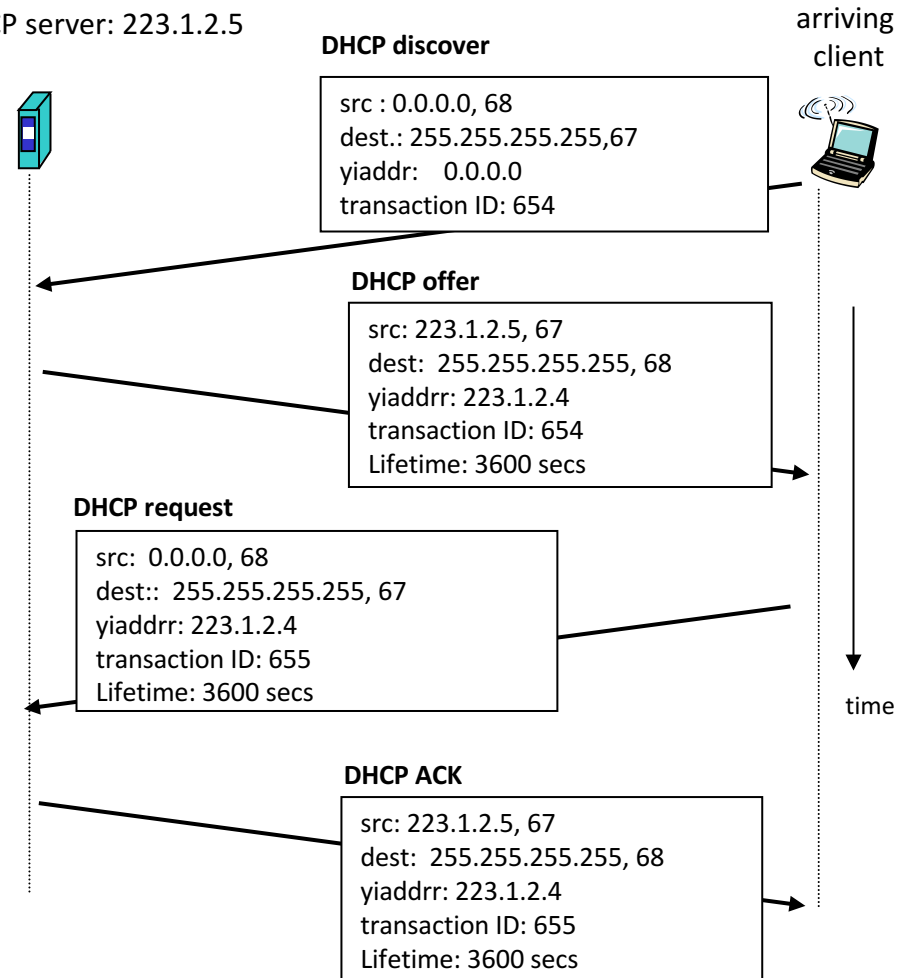 P server: 223.1.2.5
arriving
client
DHCP discover
src : 0.0.0.0, 68
dest.: 255.255.255.255,67
yiaddr: 0.0.0.0
transaction ID: 654
DHCP offer
src: 223.1.2.5, 67
dest: 255.255.255.255, 68
yiaddrr: 223.1.2.4
transaction ID: 654
Lifetime: 3600 secs
DHCP request
src: 0.0.0.0, 68
dest:: 255.255.255.255, 67
yiaddrr: 223.1.2.4
transaction ID: 655
Lifetime: 3600 secs
time
DHCP ACK
src: 223.1.2.5, 67
dest: 255.255.255.255, 68
yiaddrr: 223.1.2.4
transaction ID: 655
Lifetime: 3600 secs